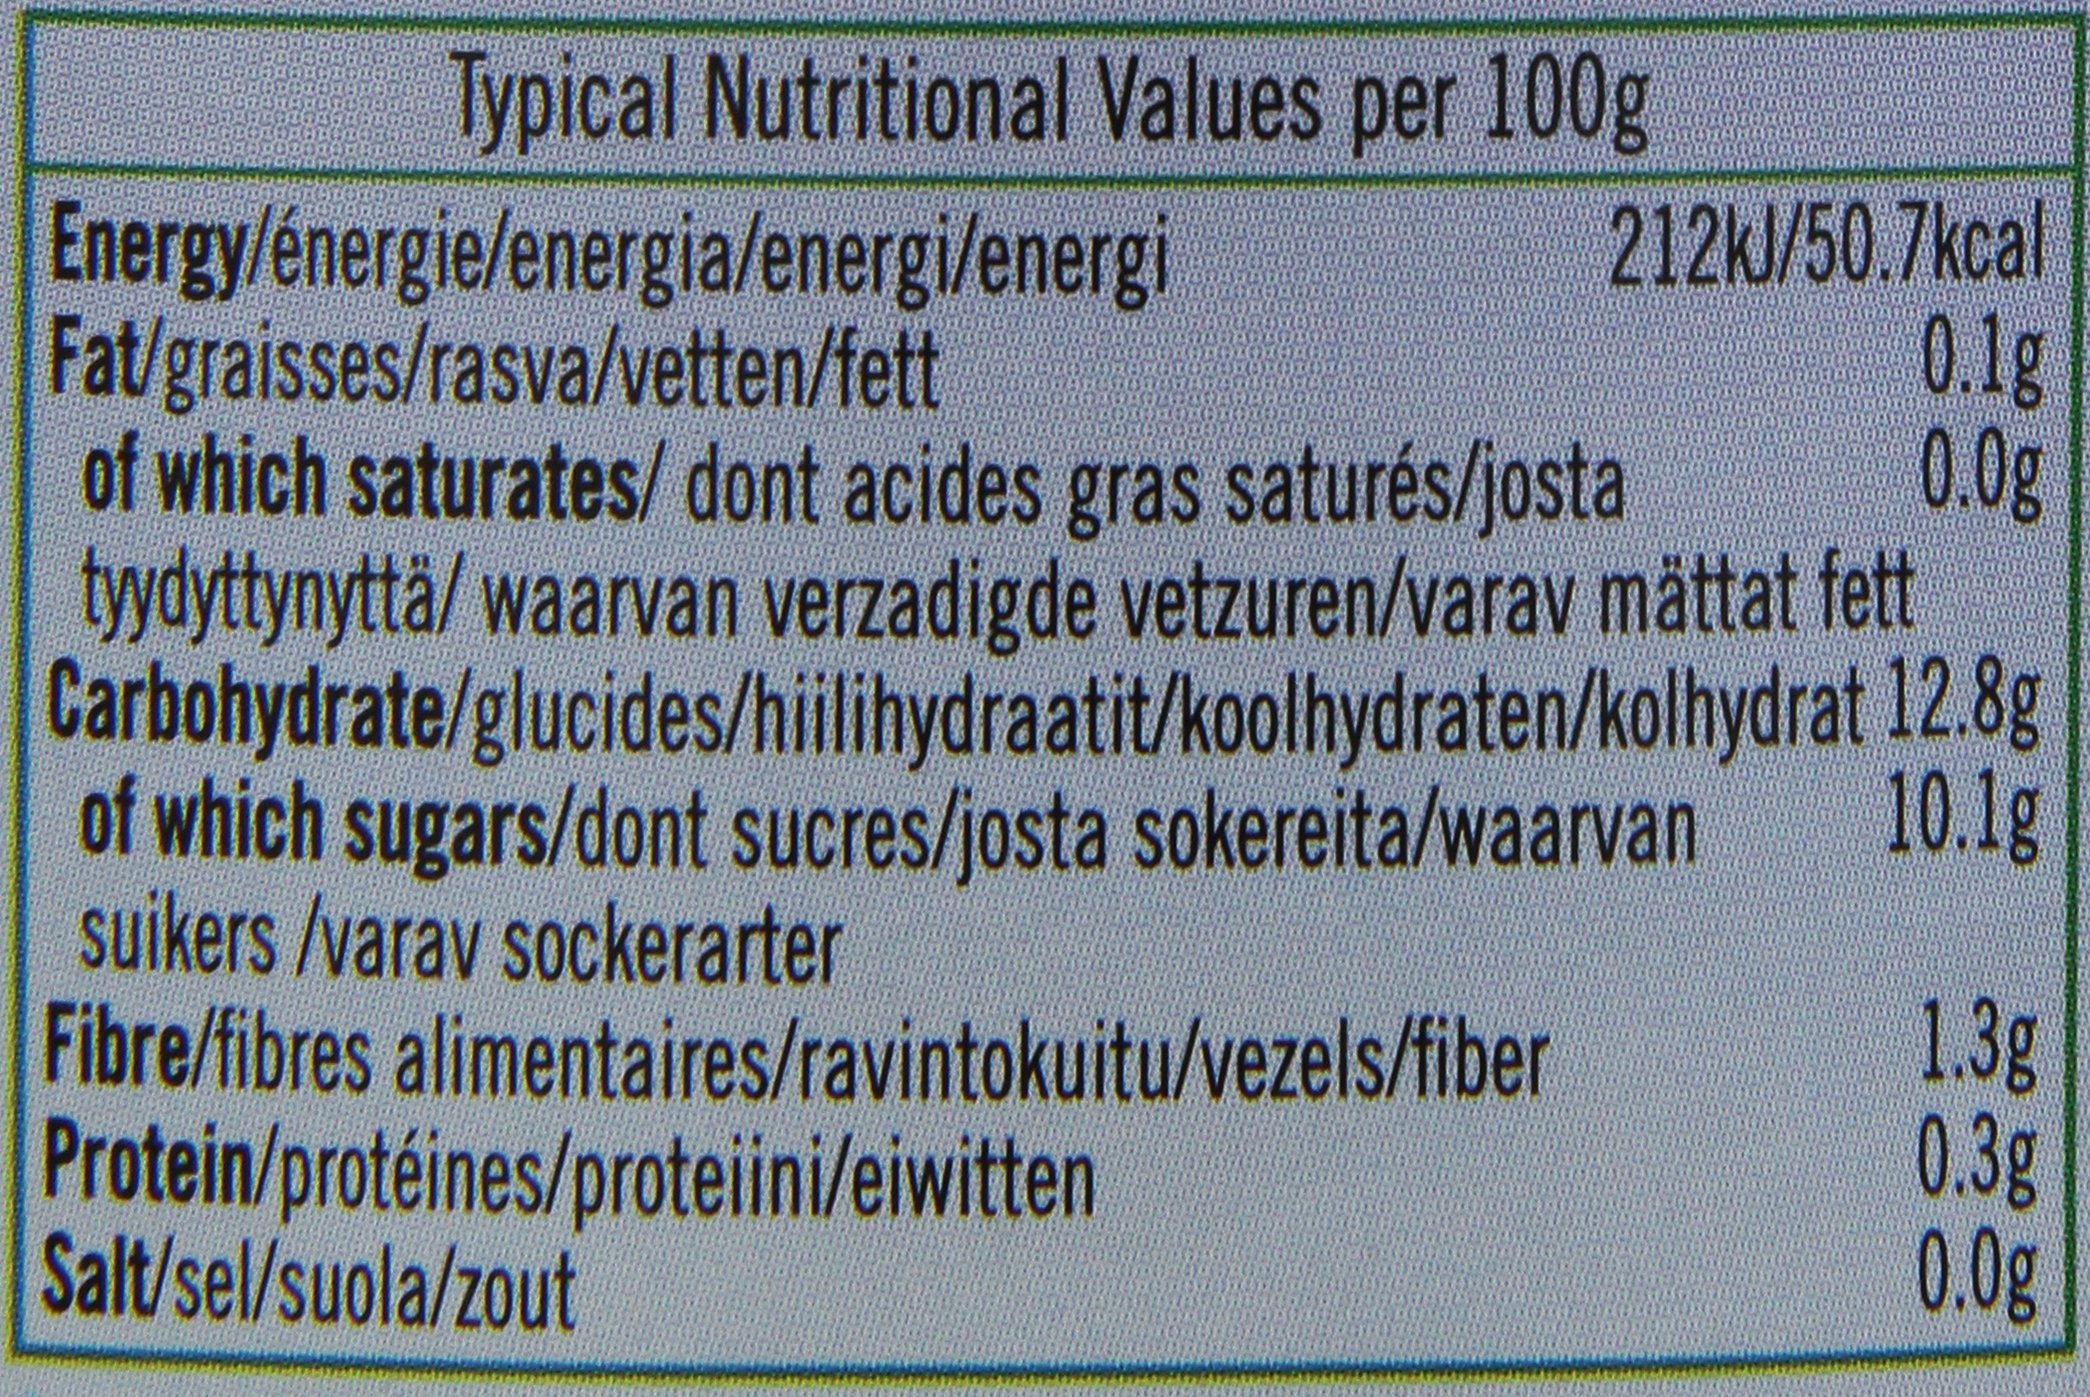 Typical Nutritional Values per 100g
Energy/énergie/energia/energi/energi 212kJ/50.7kcal
Fat/graisses/rasva/vetten/fett 0.1g
of which saturates/ dont acides gras saturés/josta 0.0g
tyydyttynyttä/ waarvan verzadigde vetzuren/varav mättat fett
Carbohydrate/glucides/hiilihydraatit/koolhydraten/kolhydrat 12.8g
of which sugars/dont sucres/josta sokereita/waarvan 10.1g
suikers /varav sockerarter
Fibre/fibres alimentaires/ravintokuitu/vezels/fiber 1.3g
Protein/protéines/proteiini/eiwitten 0.3g
Salt/sel/suola/zout 0.0g